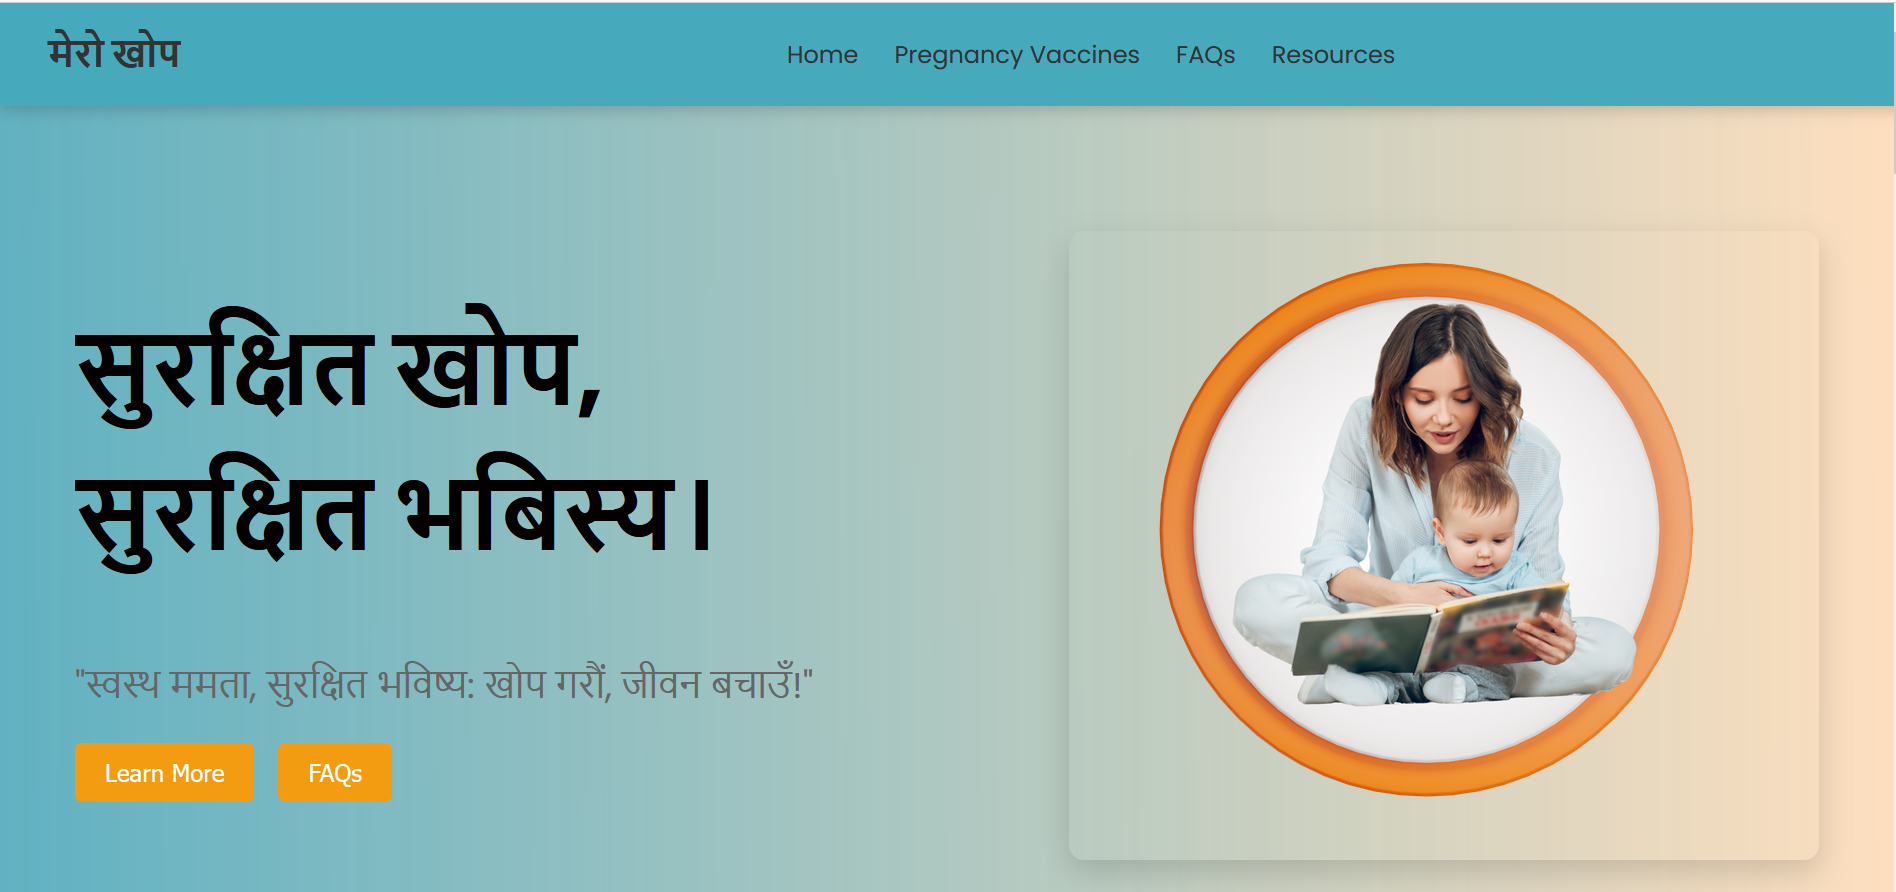 मेरो खोप
Home Pregnancy Vaccines FAQs Resources
सुरक्षित खोप,
सुरक्षित भबिस्य।
"स्वस्थ ममता, सुरक्षित भविष्य: खोप गरौं, जीवन बचाउँ!"
Learn More FAQs